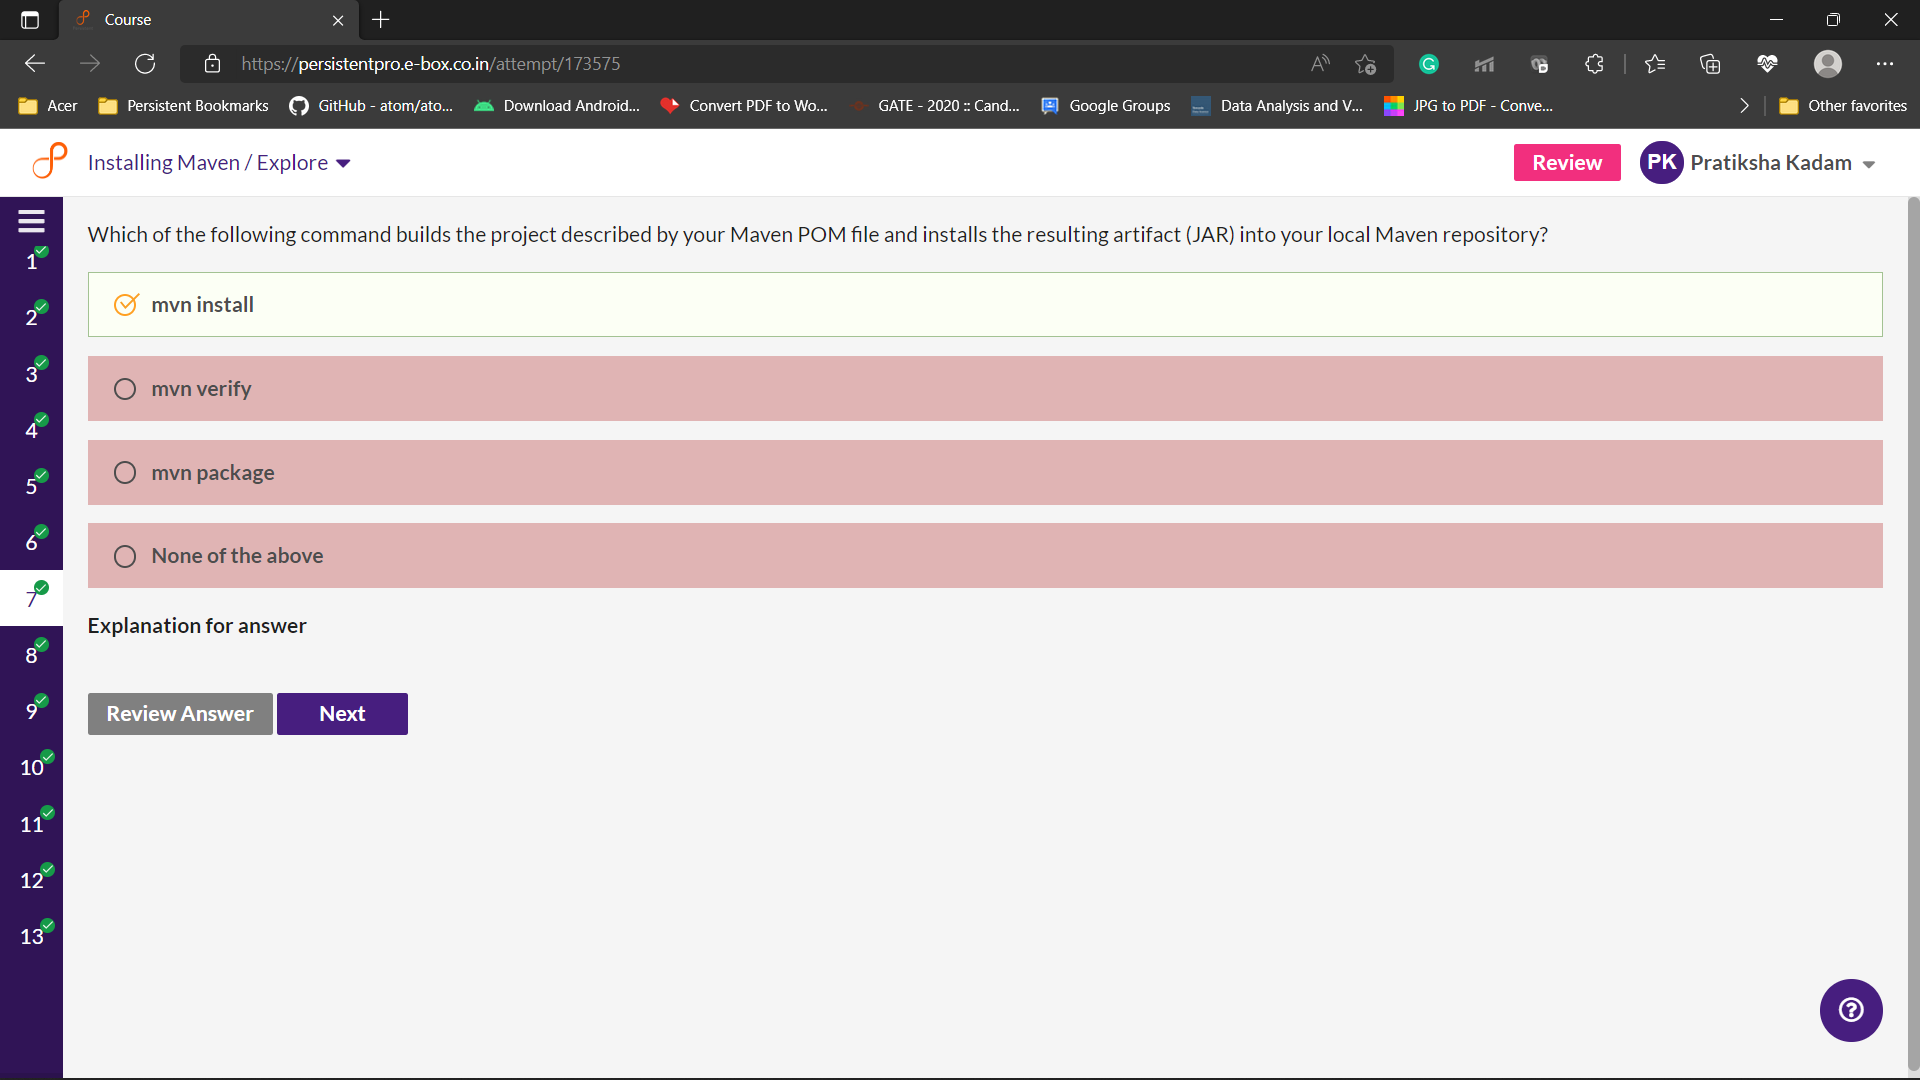 Course
https://persistentpro.e-box.co.in/attempt/173575
Acer
Persistent Bookmarks
GitHub - atom/ato...
Download Android...
Convert PDF to Wo...
GATE - 2020 :: Cand...
Google Groups
Data Analysis and V...
JPG to PDF - Conve...
Other favorites
Installing Maven / Explore
Review
PK
Pratiksha Kadam
Which of the following command builds the project described by your Maven POM file and installs the resulting artifact (JAR) into your local Maven repository?
mvn install
mvn verify
mvn package
None of the above
Explanation for answer
Review Answer
Next
1
2
3
4
5
6
7
8
9
10
11
12
13